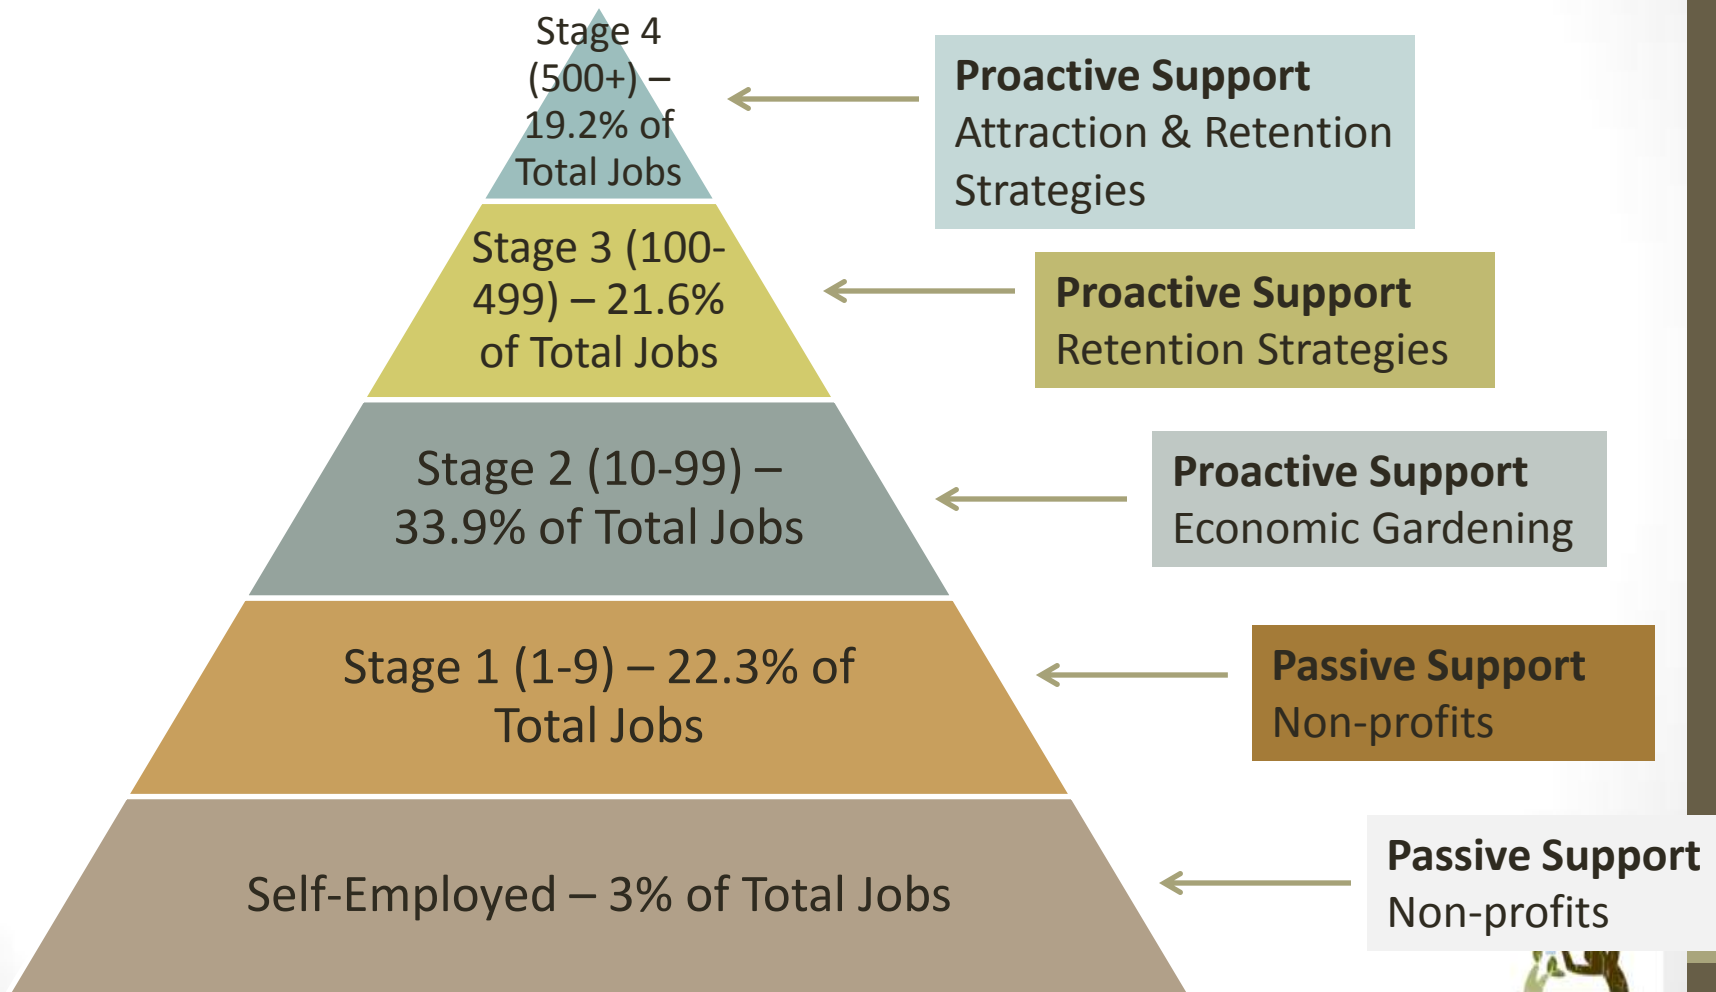 Stage 4
(500+) –
19.2% of
Total Jobs
Proactive Support
Attraction & Retention
Strategies
Stage 3 (100-
499) – 21.6%
of Total Jobs
Proactive Support
Retention Strategies
Stage 2 (10-99) –
33.9% of Total Jobs
Proactive Support
Economic Gardening
Stage 1 (1-9) – 22.3% of
Total Jobs
Passive Support
Non-profits
Self-Employed – 3% of Total Jobs
Passive Support
Non-profits